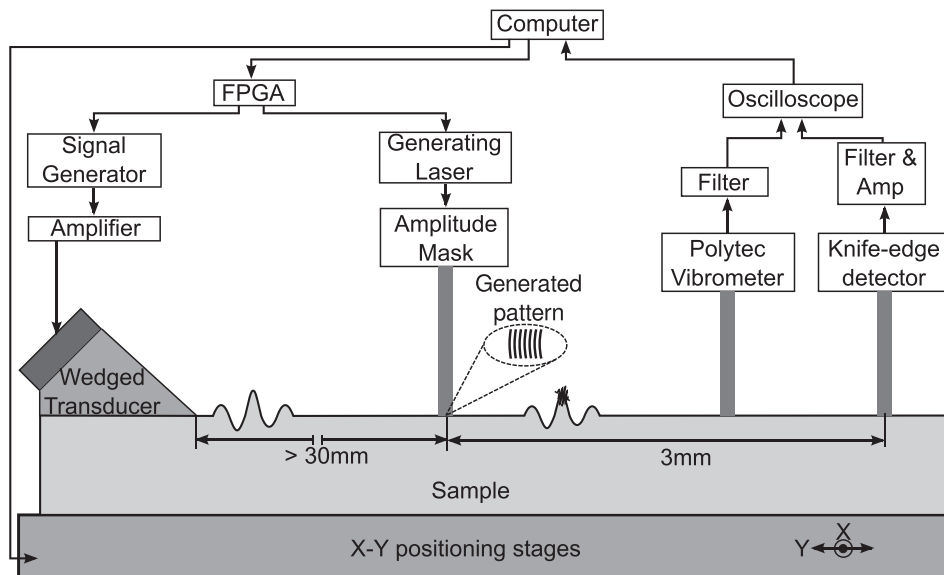 Computer
FPGA
Oscilloscope
Signal
Generator
Generating
Laser
Filter
Filter &
Amp
Amplifier
Amplitude
Mask
Polytec
Vibrometer
Knife-edge
detector
Generated
pattern
Wedged
Transducer
> 30mm
3mm
Sample
X-Y positioning stages
Y
X